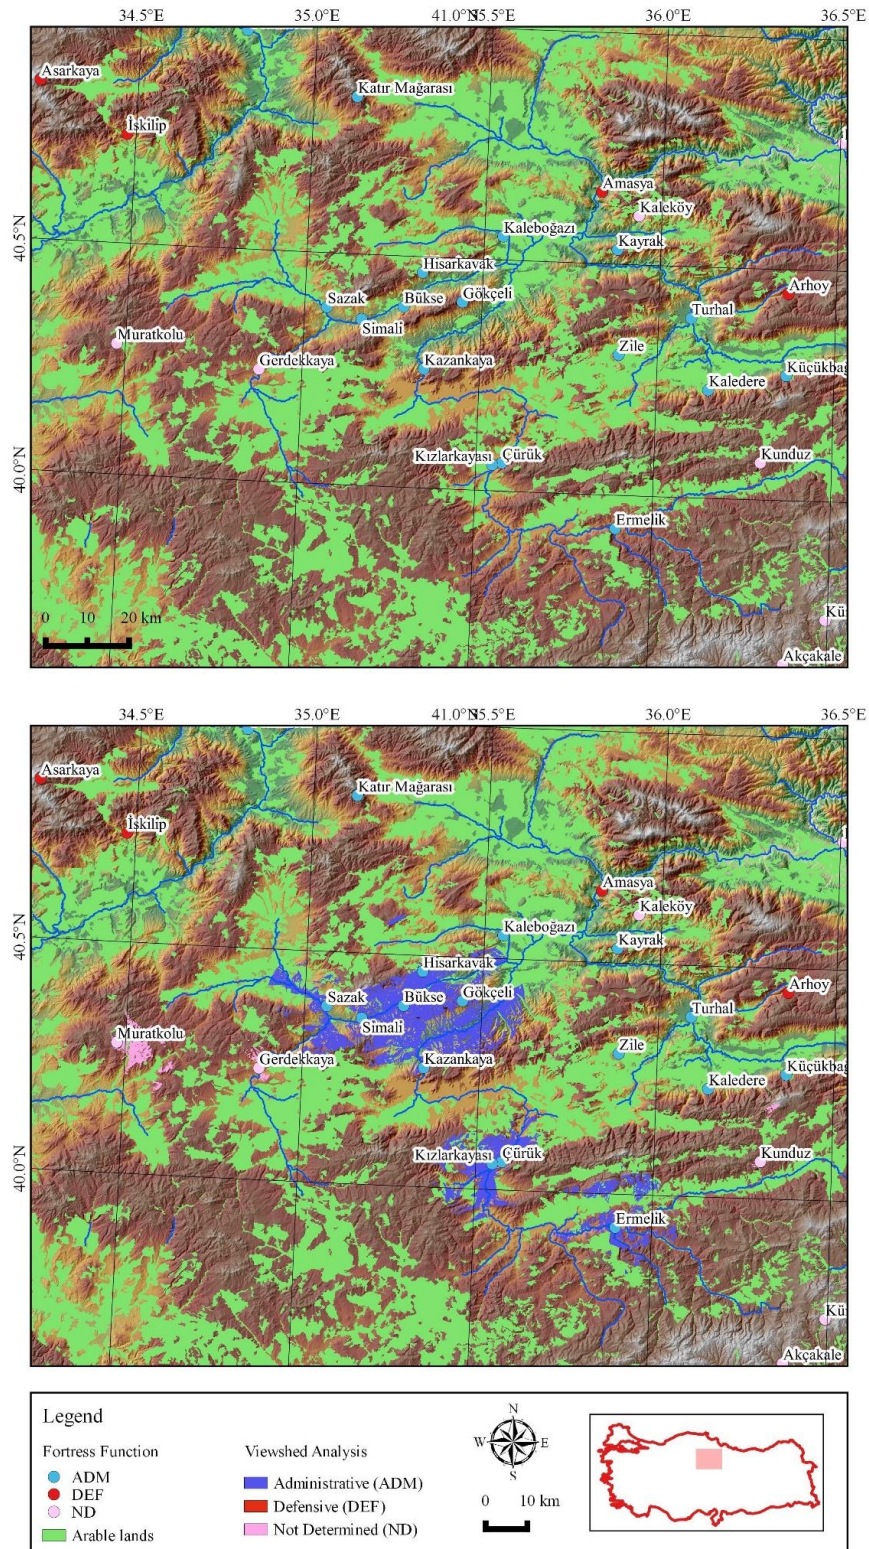 34.5°E 35.0°E 41.0°N 35.5°E 36.0°E 36.5°E
Asarkaya
Katır Mağarası
İskilip
Amasya
Kaleköy
40.5°N
Kaleboğazı
Kayrak
Hisarkavak
Arhoy
Sazak
Bükse
Gökçeli
Turhal
Simali
Muratkolu
Zile
Gerdekkaya
Kazankaya
Küçükbağ
Kaledere
40.0°N
Kızlarkayası
Çürük
Kunduz
Ermelik
0 10 20 km
Kü
Akçakale
34.5°E 35.0°E 41.0°N 35.5°E 36.0°E 36.5°E
Asarkaya
Katır Mağarası
İskilip
Amasya
Kaleköy
40.5°N
Kaleboğazı
Kayrak
Hisarkavak
Arhoy
Sazak
Bükse
Gökçeli
Turhal
Simali
Muratkolu
Zile
Gerdekkaya
Kazankaya
Küçükbağ
Kaledere
40.0°N
Kızlarkayası
Çürük
Kunduz
Ermelik
Kü
Akçakale
Legend
Fortress Function
ADM
DEF
ND
Arable lands
Viewshed Analysis
Administrative (ADM)
Defensive (DEF)
Not Determined (ND)
N
W E
S
0 10 km